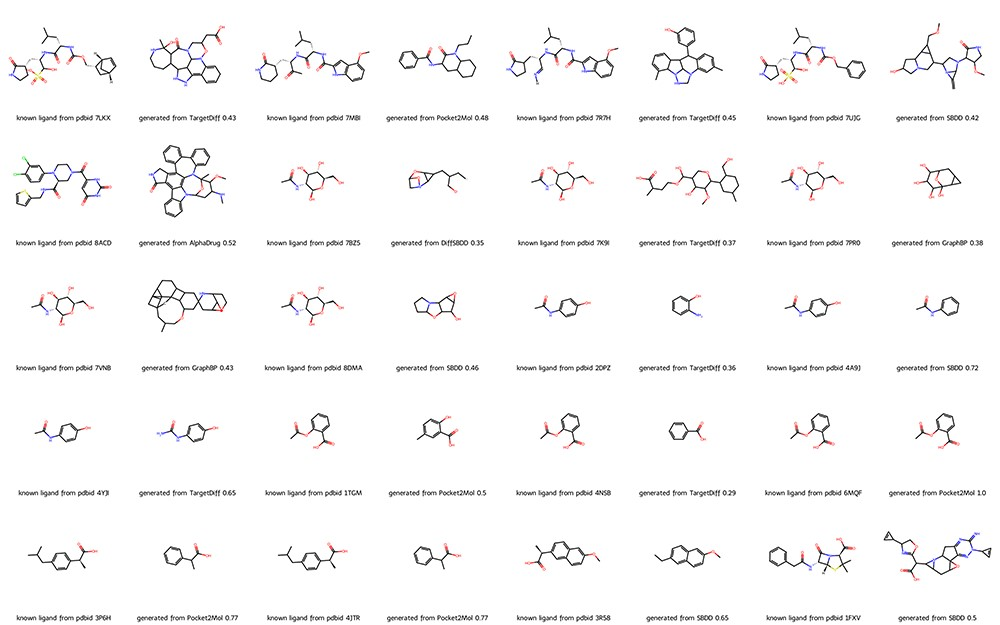 known ligand from pdbid 7LKX
generated from TargetDiff 0.43
known ligand from pdbid 7MBI
generated from Pocket2Mol 0.48
known ligand from pdbid 7R7H
generated from TargetDiff 0.45
known ligand from pdbid 7UJG
generated from SBDD 0.42
known ligand from pdbid 8ACD
generated from AlphaDrug 0.52
known ligand from pdbid 7BZ5
generated from DiffSBDD 0.35
known ligand from pdbid 7K9I
generated from TargetDiff 0.37
known ligand from pdbid 7PR0
generated from GraphBP 0.38
known ligand from pdbid 7VNB
generated from GraphBP 0.43
known ligand from pdbid 8DMA
generated from SBDD 0.46
known ligand from pdbid 2DPZ
generated from TargetDiff 0.36
known ligand from pdbid 4A9J
generated from SBDD 0.72
known ligand from pdbid 4YJI
generated from TargetDiff 0.65
known ligand from pdbid 1TGM
generated from Pocket2Mol 0.5
known ligand from pdbid 4NSB
generated from TargetDiff 0.29
known ligand from pdbid 6MQF
generated from Pocket2Mol 1.0
known ligand from pdbid 3P6H
generated from Pocket2Mol 0.77
known ligand from pdbid 4JTR
generated from Pocket2Mol 0.77
known ligand from pdbid 3R58
generated from SBDD 0.65
known ligand from pdbid 1FXV
generated from SBDD 0.5